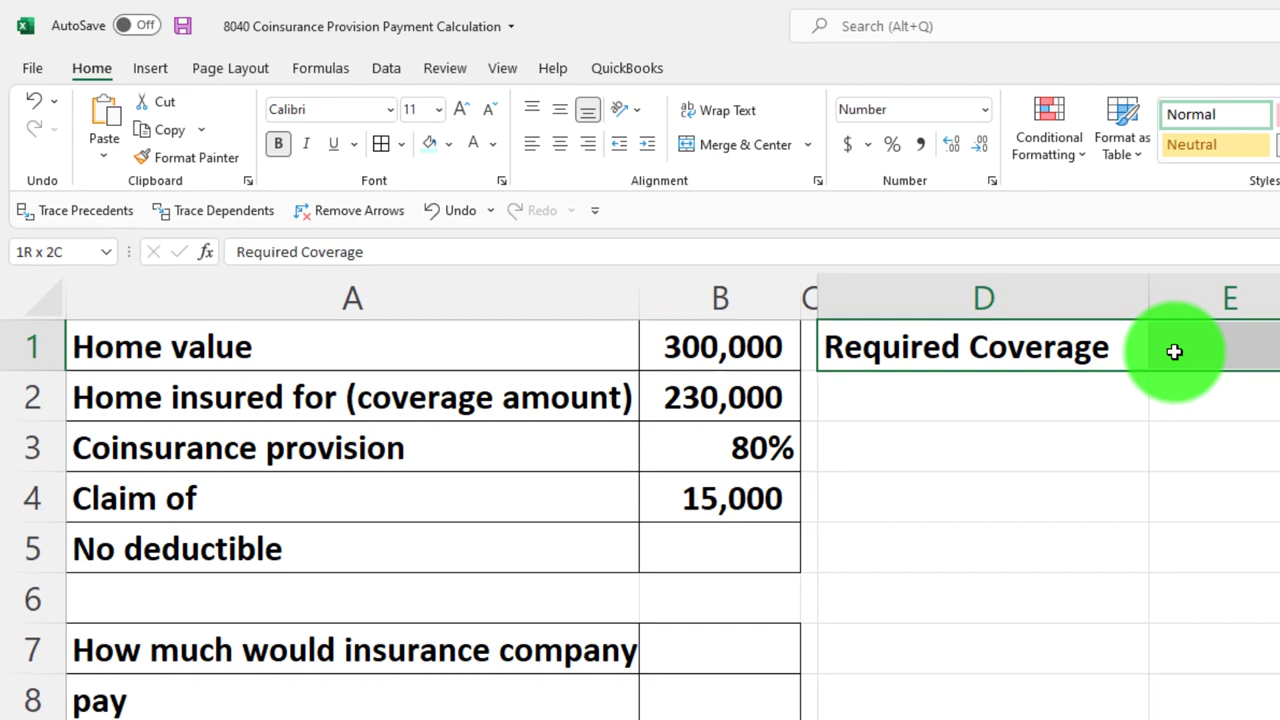 AutoSave Off 8040 Coinsurance Provision Payment Calculation Search (Alt+Q)
File Home Insert Page Layout Formulas Data Review View Help QuickBooks
Paste Cut Copy Format Painter
Calibri 11
B I U A
Wrap Text
Merge & Center
Number
$ %
Conditional Formatting
Format as Table
Normal
Neutral
Undo Clipboard Font Alignment Number Styles
Trace Precedents Trace Dependents Remove Arrows Undo Redo
1R x 2C fx Required Coverage
A B C D E
1 Home value 300,000 Required Coverage
2 Home insured for (coverage amount) 230,000
3 Coinsurance provision 80%
4 Claim of 15,000
5 No deductible
6
7 How much would insurance company
8 pay